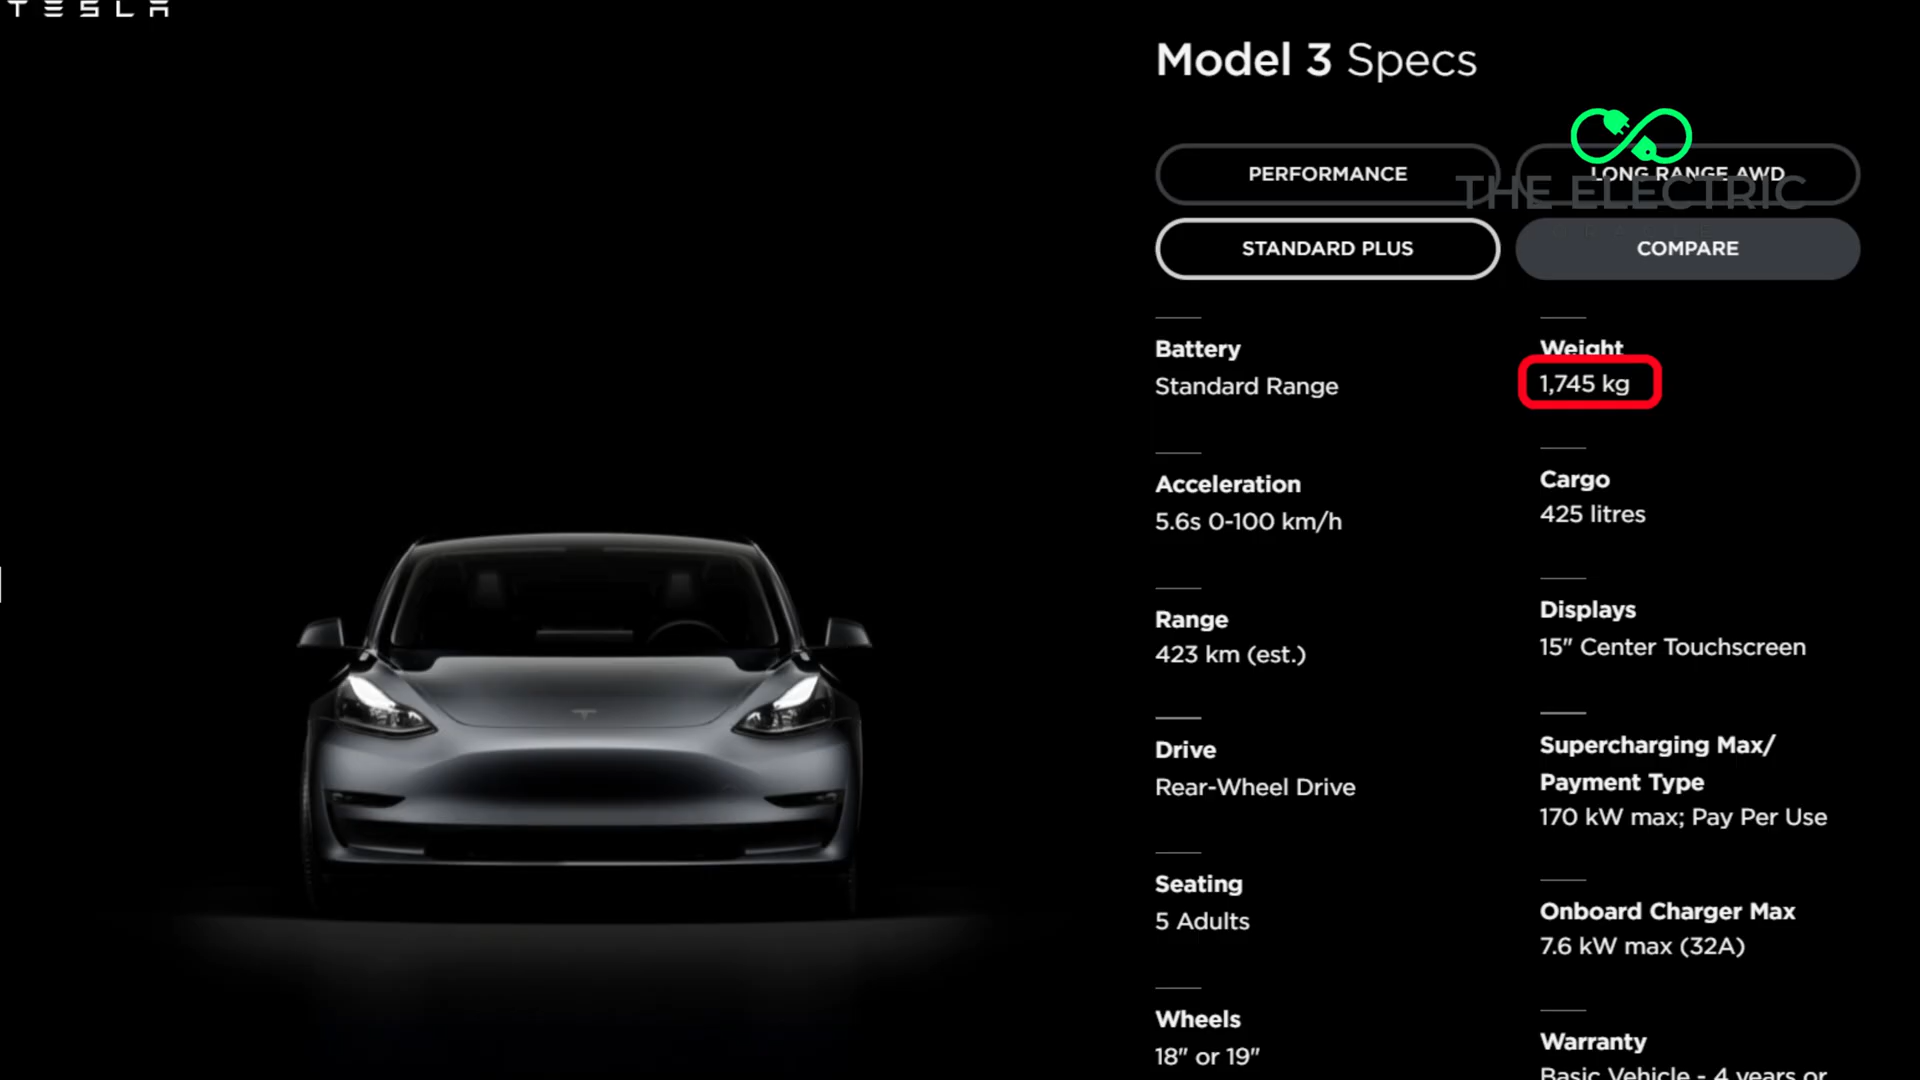 TESLA
Model 3 Specs
PERFORMANCE
LONG RANGE AWD
THE ELECTRIC
STANDARD PLUS
COMPARE
Battery
Standard Range
Weight
1,745 kg
Acceleration
5.6s 0-100 km/h
Cargo
425 litres
Range
423 km (est.)
Displays
15" Center Touchscreen
Drive
Rear-Wheel Drive
Supercharging Max/
Payment Type
170 kW max; Pay Per Use
Seating
5 Adults
Onboard Charger Max
7.6 kW max (32A)
Wheels
18" or 19"
Warranty
Basic Vehicle - 4 years or